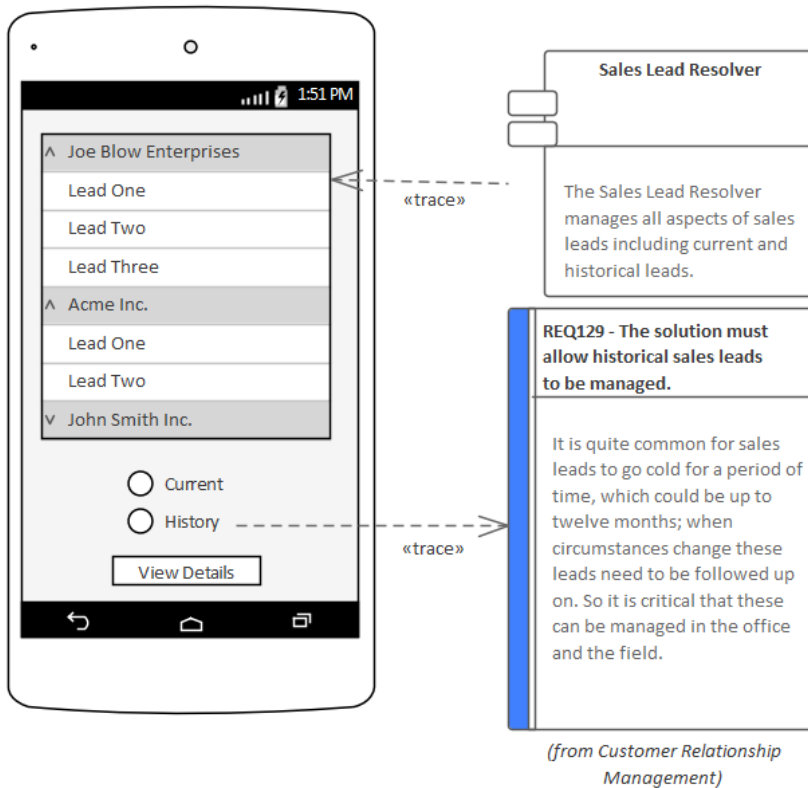 1:51 PM
Joe Blow Enterprises
Lead One
Lead Two
Lead Three
Acme Inc.
Lead One
Lead Two
John Smith Inc.
Current
History
View Details
«trace»
«trace»
Sales Lead Resolver
The Sales Lead Resolver
manages all aspects of sales
leads including current and
historical leads.
REQ129 - The solution must
allow historical sales leads
to be managed.
It is quite common for sales
leads to go cold for a period of
time, which could be up to
twelve months; when
circumstances change these
leads need to be followed up
on. So it is critical that these
can be managed in the office
and the field.
(from Customer Relationship
Management)